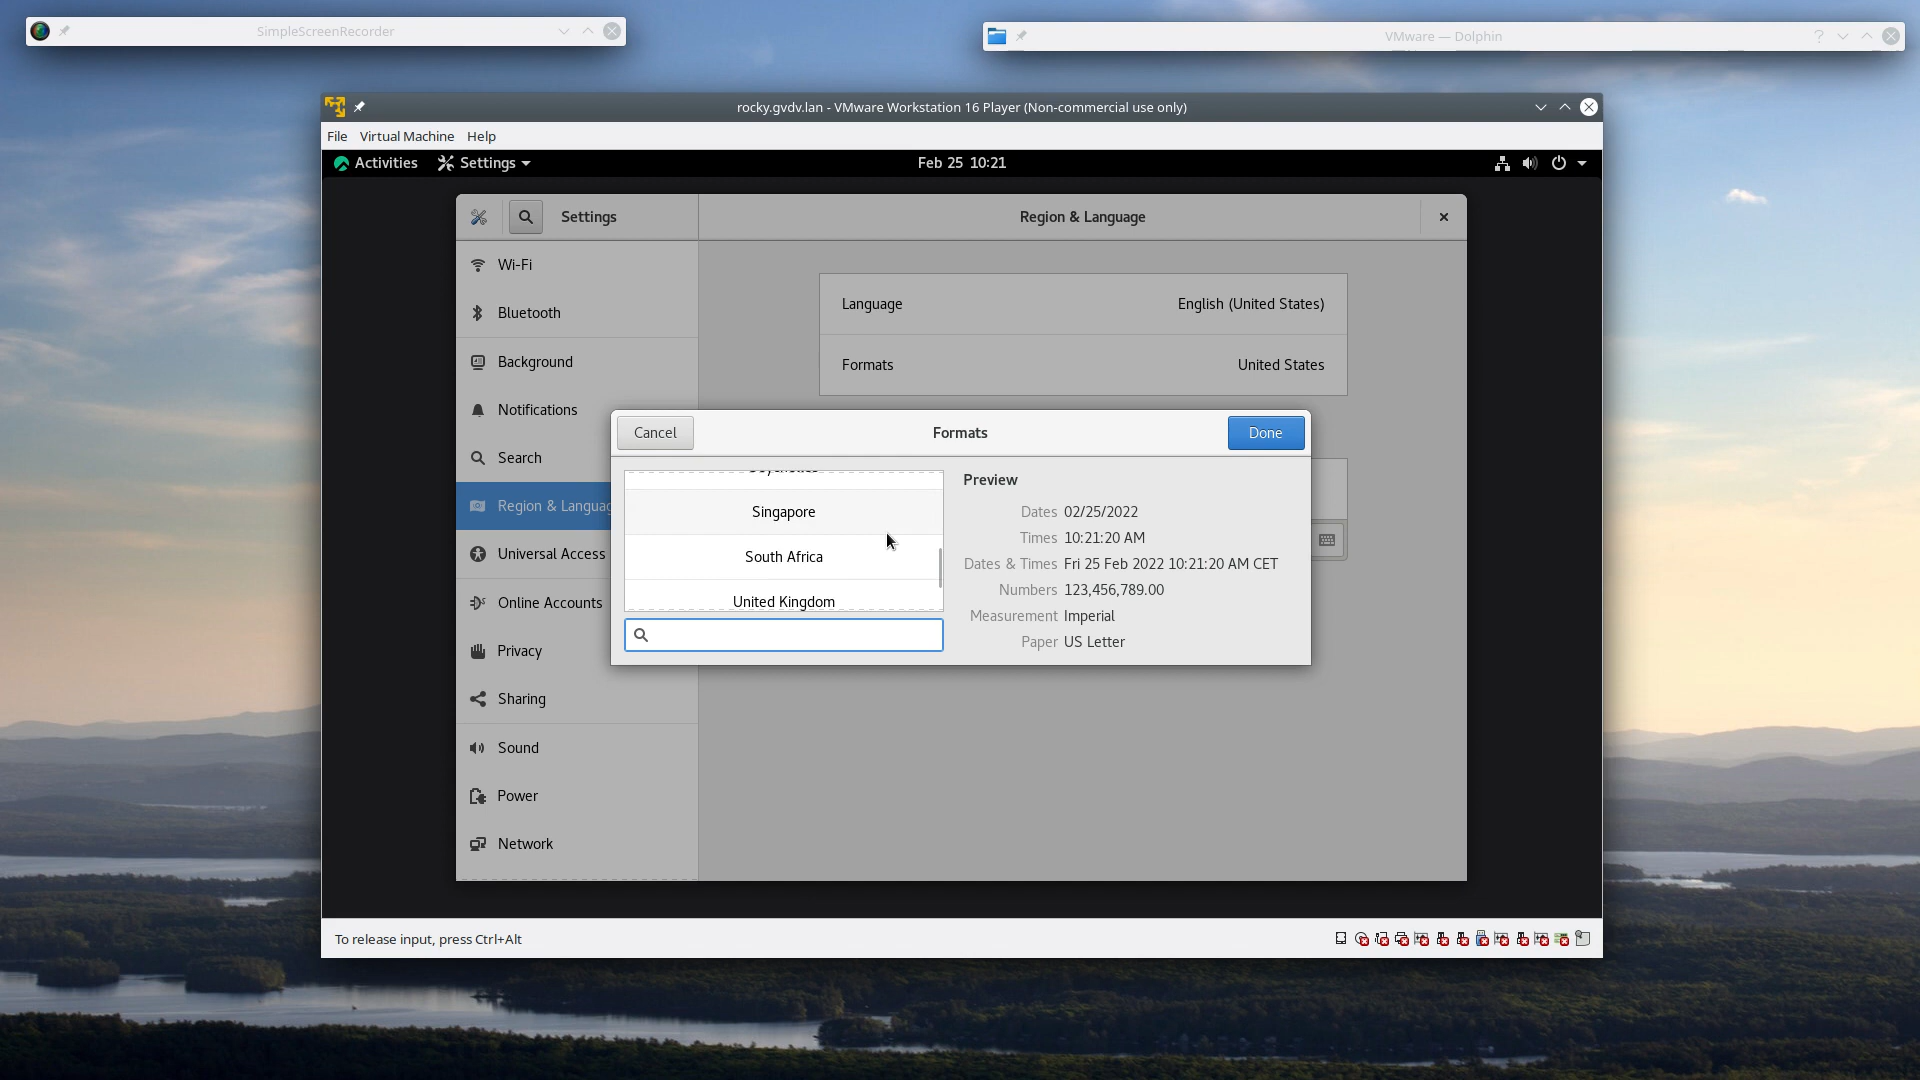 SimpleScreenRecorder
VMware — Dolphin
rocky.gvdv.lan - VMware Workstation 16 Player (Non-commercial use only)
File Virtual Machine Help
Activities Settings Feb 25 10:21
Settings Region & Language
Wi-Fi
Bluetooth
Background
Notifications
Search
Region & Languag
Universal Access
Online Accounts
Privacy
Sharing
Sound
Power
Network
Language English (United States)
Formats United States
Cancel Formats Done
Singapore
South Africa
United Kingdom
Preview
Dates 02/25/2022
Times 10:21:20 AM
Dates & Times Fri 25 Feb 2022 10:21:20 AM CET
Numbers 123,456,789.00
Measurement Imperial
Paper US Letter
To release input, press Ctrl+Alt